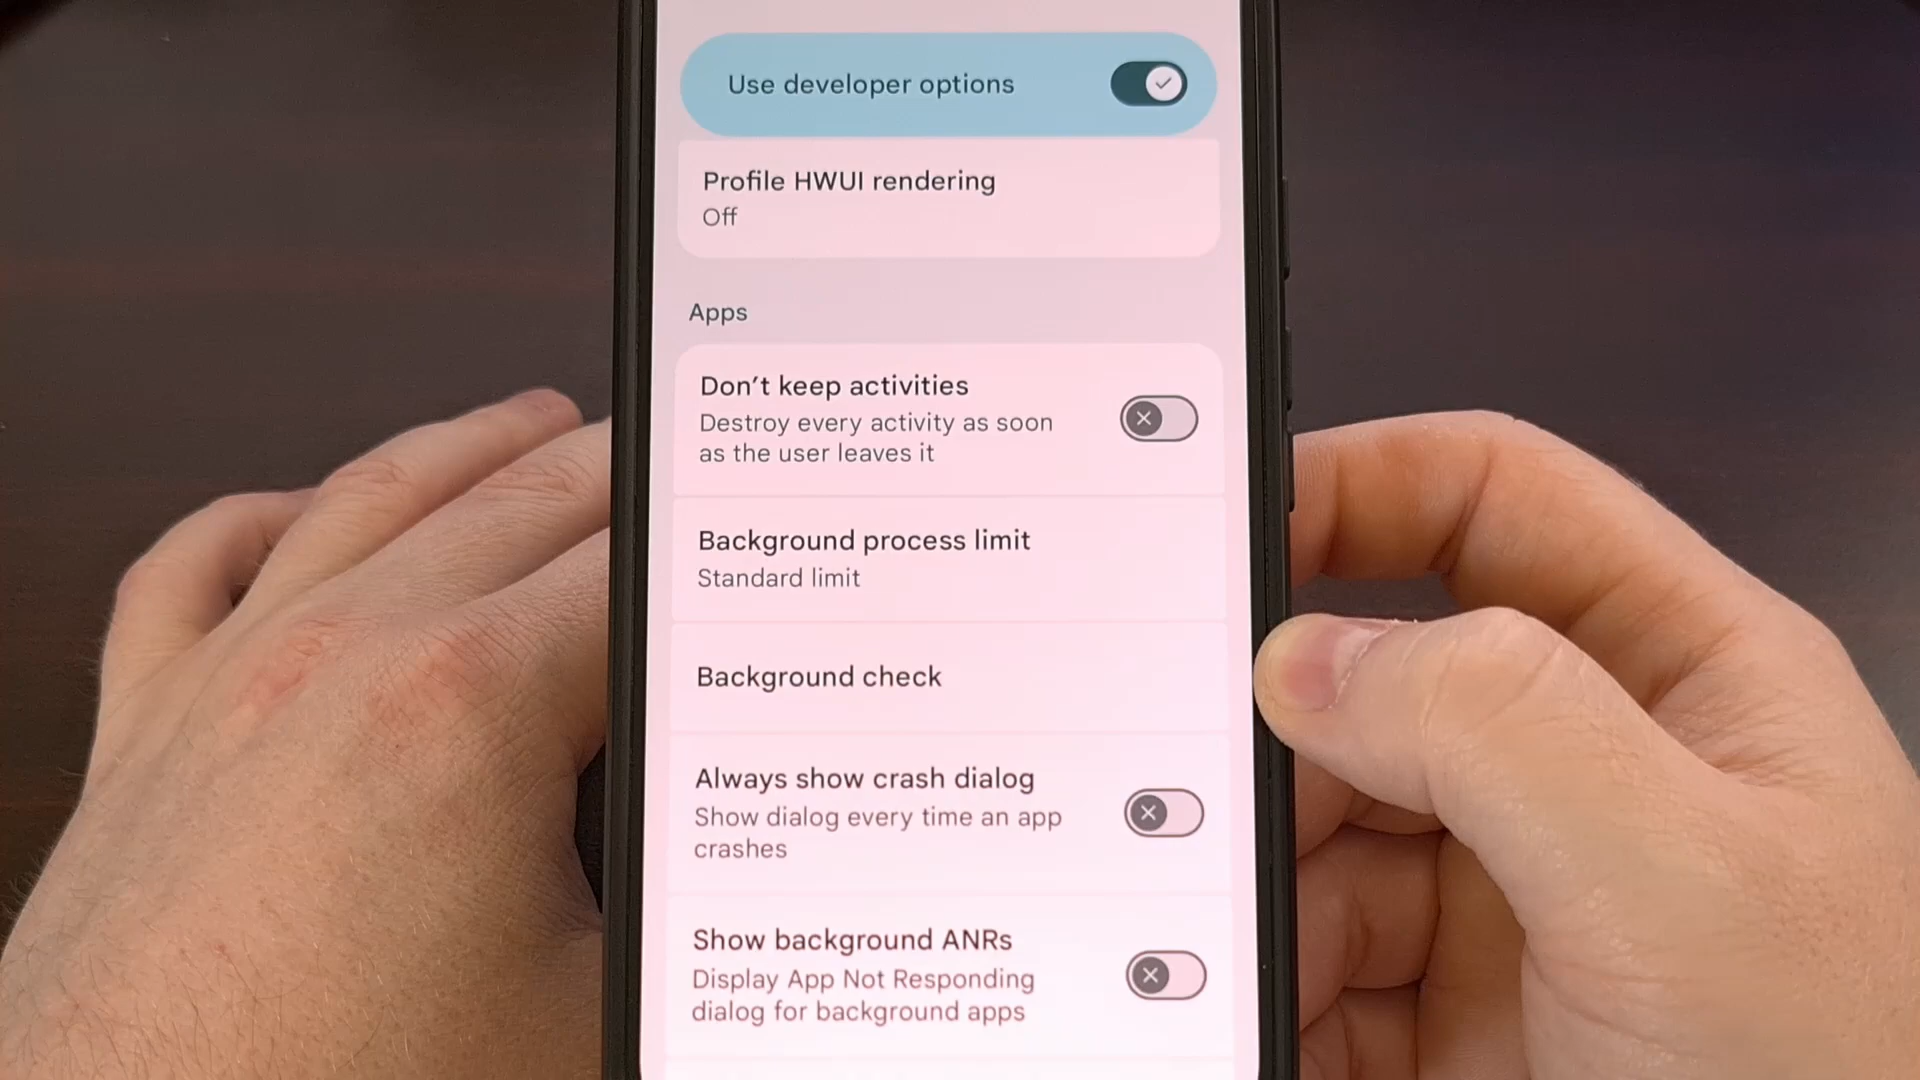 Use developer options
Profile HWUI rendering
Off
Apps
Don’t keep activities
Destroy every activity as soon
as the user leaves it
Background process limit
Standard limit
Background check
Always show crash dialog
Show dialog every time an app
crashes
Show background ANRs
Display App Not Responding
dialog for background apps